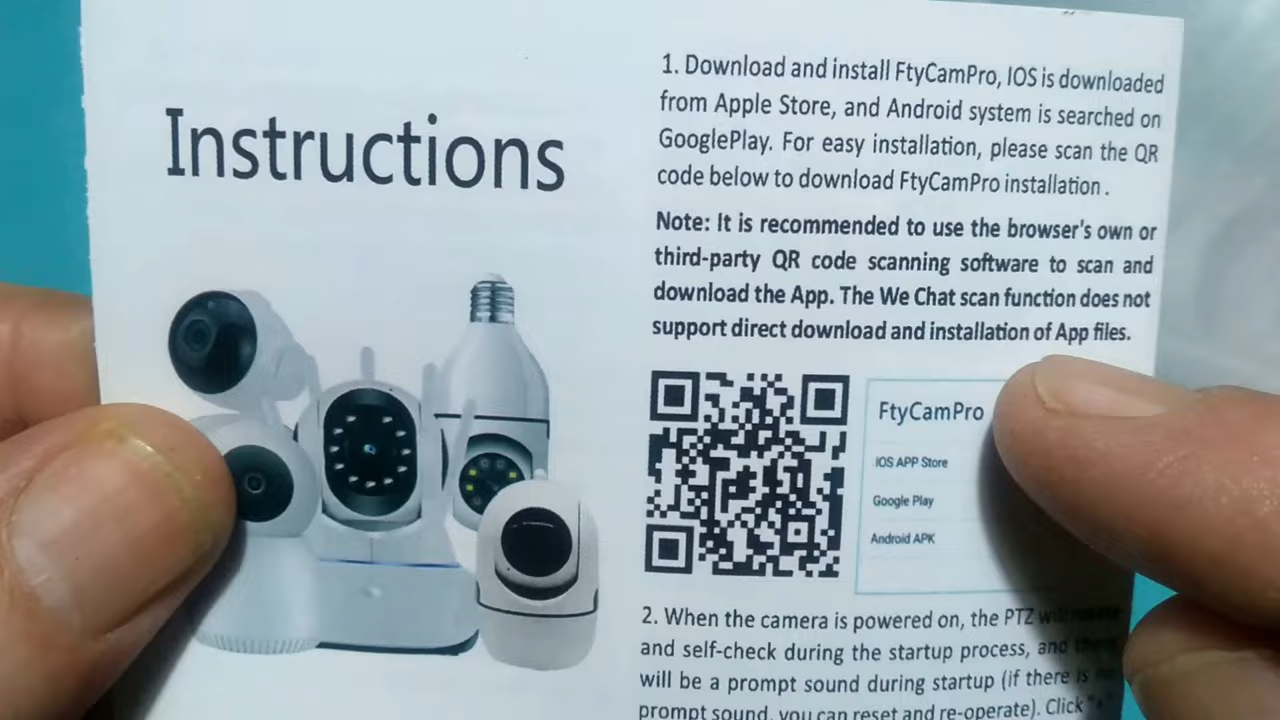 Instructions
1. Download and install FtyCamPro, IOS is downloaded
from Apple Store, and Android system is searched on
GooglePlay. For easy installation, please scan the QR
code below to download FtyCamPro installation .
Note: It is recommended to use the browser's own or
third-party QR code scanning software to scan and
download the App. The We Chat scan function does not
support direct download and installation of App files.
FtyCamPro
IOS APP Store
Google Play
Android APK
2. When the camera is powered on, the PTZ will rotate
and self-check during the startup process, and there
will be a prompt sound during startup (if there is no
prompt sound, you can reset and re-operate). Click "+"